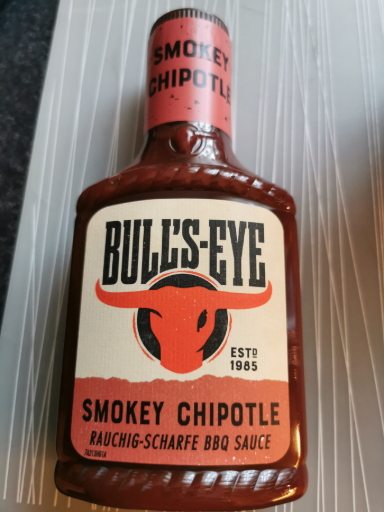 SMOKEY
CHIPOTLE
BULL'S-EYE
ESTD
1985
SMOKEY CHIPOTLE
RAUCHIG-SCHARFE BBQ SAUCE